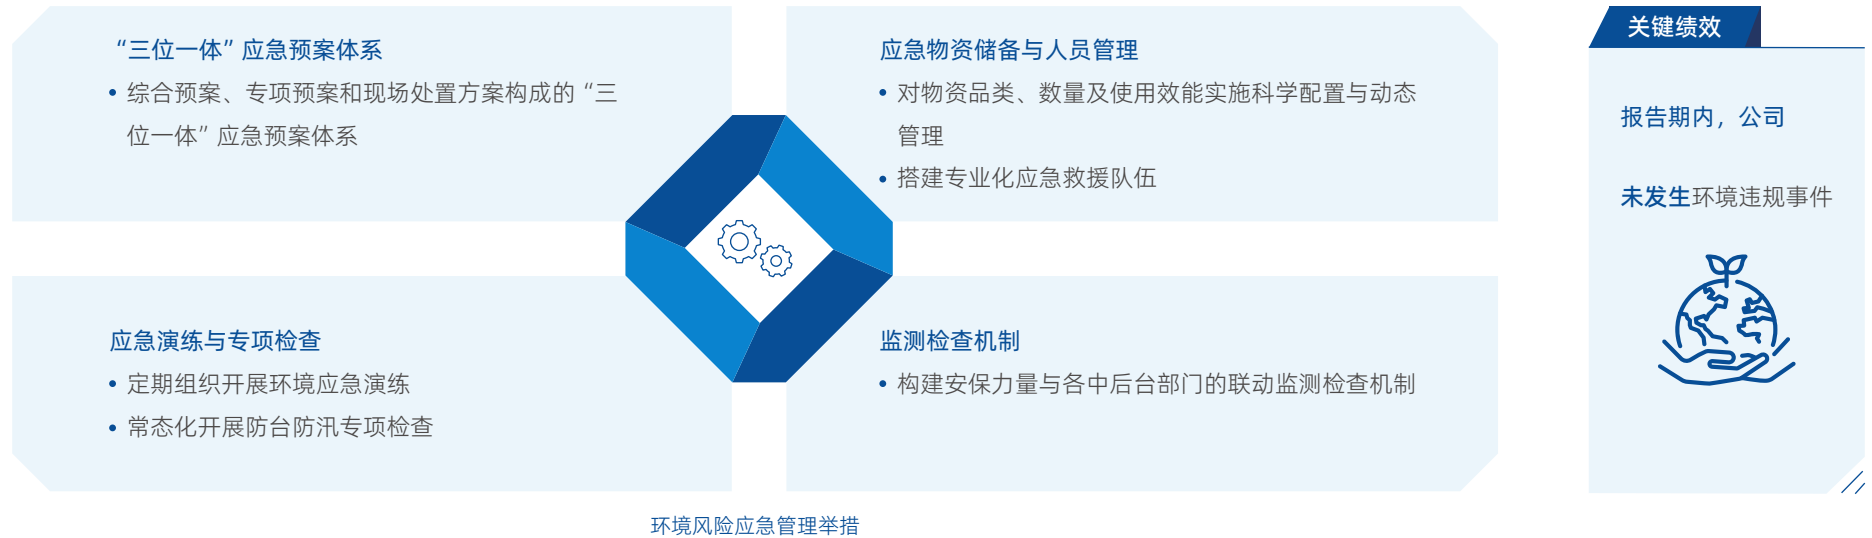 “三位一体”应急预案体系
• 综合预案、专项预案和现场处置方案构成的“三
位一体”应急预案体系
应急物资储备与人员管理
• 对物资品类、数量及使用效能实施科学配置与动态
管理
• 搭建专业化应急救援队伍
应急演练与专项检查
• 定期组织开展环境应急演练
• 常态化开展防台防汛专项检查
监测检查机制
• 构建安保力量与各中后台部门的联动监测检查机制
环境风险应急管理举措
关键绩效
报告期内，公司
未发生环境违规事件